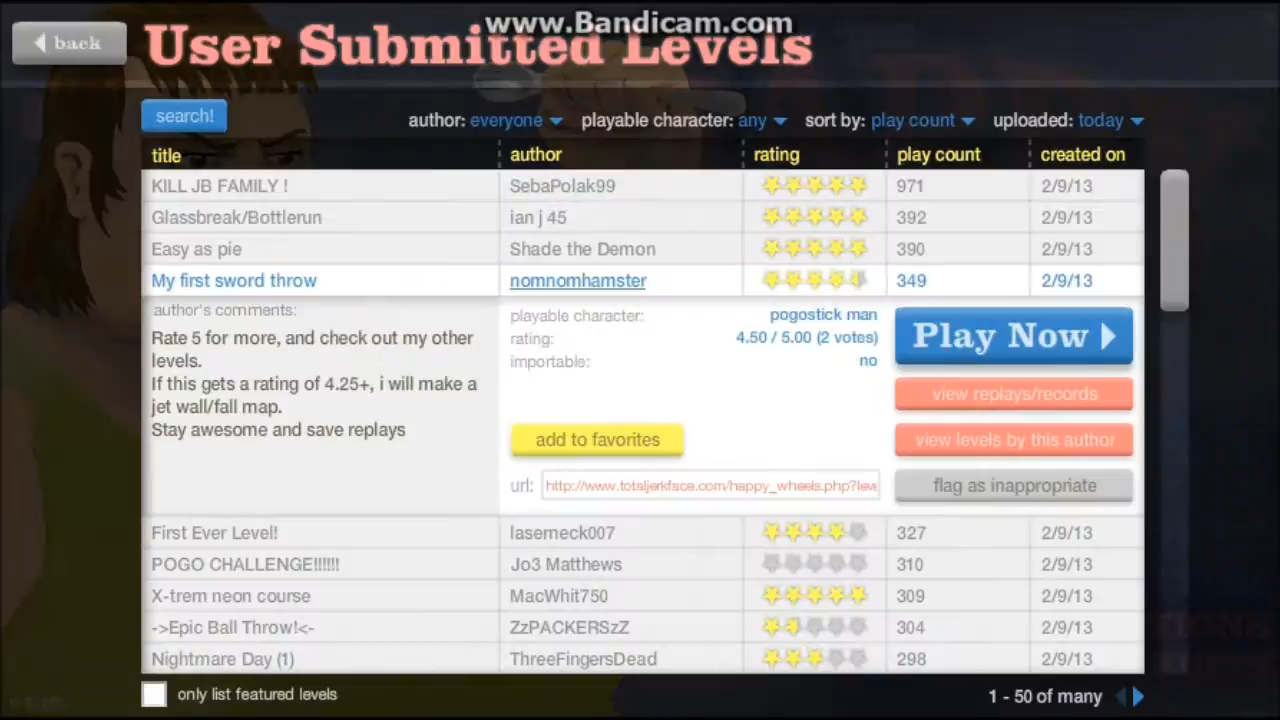 www.Bandicam.com
back
User Submitted Levels
search!
author: everyone playable character: any sort by: play count uploaded: today
title author rating play count created on
KILL JB FAMILY ! SebaPolak99 971 2/9/13
Glassbreak/Bottlerun ian j 45 392 2/9/13
Easy as pie Shade the Demon 390 2/9/13
My first sword throw nomnomhamster 349 2/9/13
author's comments:
Rate 5 for more, and check out my other
levels.
If this gets a rating of 4.25+, i will make a
jet wall/fall map.
Stay awesome and save replays
playable character: pogostick man
rating: 4.50 / 5.00 (2 votes)
importable: no
add to favorites
url: http://www.totaljerkface.com/happy_wheels.php?lev
Play Now
view replays/records
view levels by this author
flag as inappropriate
First Ever Level! laserneck007 327 2/9/13
POGO CHALLENGE!!!!!! Jo3 Matthews 310 2/9/13
X-trem neon course MacWhit750 309 2/9/13
->Epic Ball Throw!<- ZzPACKERSzZ 304 2/9/13
Nightmare Day (1) ThreeFingersDead 298 2/9/13
only list featured levels 1 - 50 of many